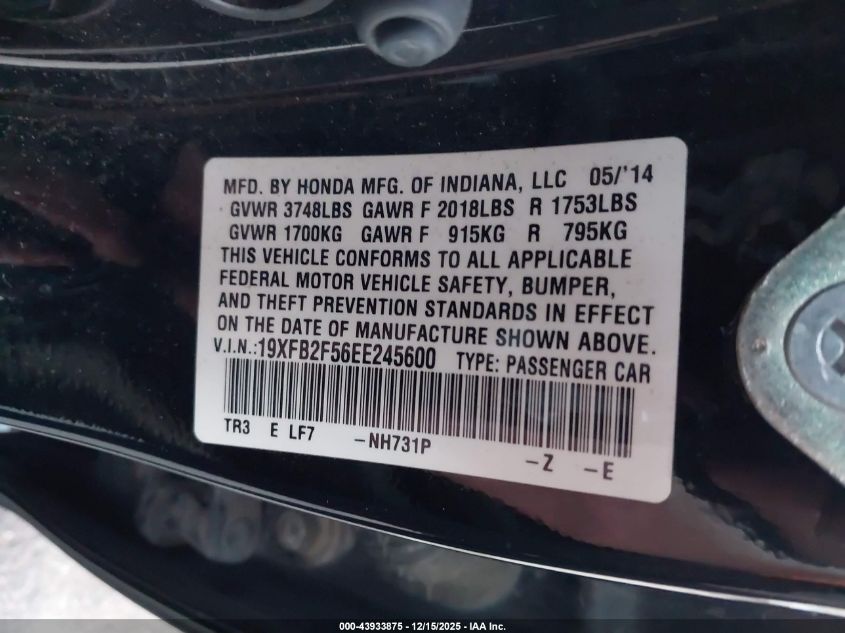 MFD. BY HONDA MFG. OF INDIANA, LLC 05/'14
GVWR 3748LBS GAWR F 2018LBS R 1753LBS
GVWR 1700KG GAWR F 915KG R 795KG
THIS VEHICLE CONFORMS TO ALL APPLICABLE
FEDERAL MOTOR VEHICLE SAFETY, BUMPER,
AND THEFT PREVENTION STANDARDS IN EFFECT
ON THE DATE OF MANUFACTURE SHOWN ABOVE.
V.I.N.:19XFB2F56EE245600 TYPE: PASSENGER CAR
TR3 E LF7 -NH731P -Z -E
000-43933875 - 12/15/2025 - IAA Inc.